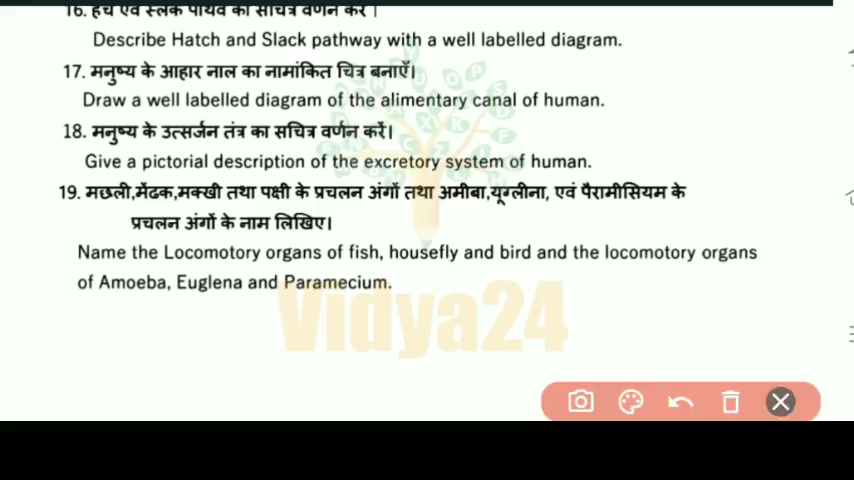 16. हैच एवं स्लैक पाथवे का सचित्र वर्णन करें |
Describe Hatch and Slack pathway with a well labelled diagram.
17. मनुष्य के आहार नाल का नामांकित चित्र बनाएँ।
Draw a well labelled diagram of the alimentary canal of human.
18. मनुष्य के उत्सर्जन तंत्र का सचित्र वर्णन करें।
Give a pictorial description of the excretory system of human.
19. मछली,मेंढक,मक्खी तथा पक्षी के प्रचलन अंगों तथा अमीबा,यूग्लीना, एवं पैरामीसियम के
प्रचलन अंगों के नाम लिखिए।
Name the Locomotory organs of fish, housefly and bird and the locomotory organs
of Amoeba, Euglena and Paramecium.
Vidya24